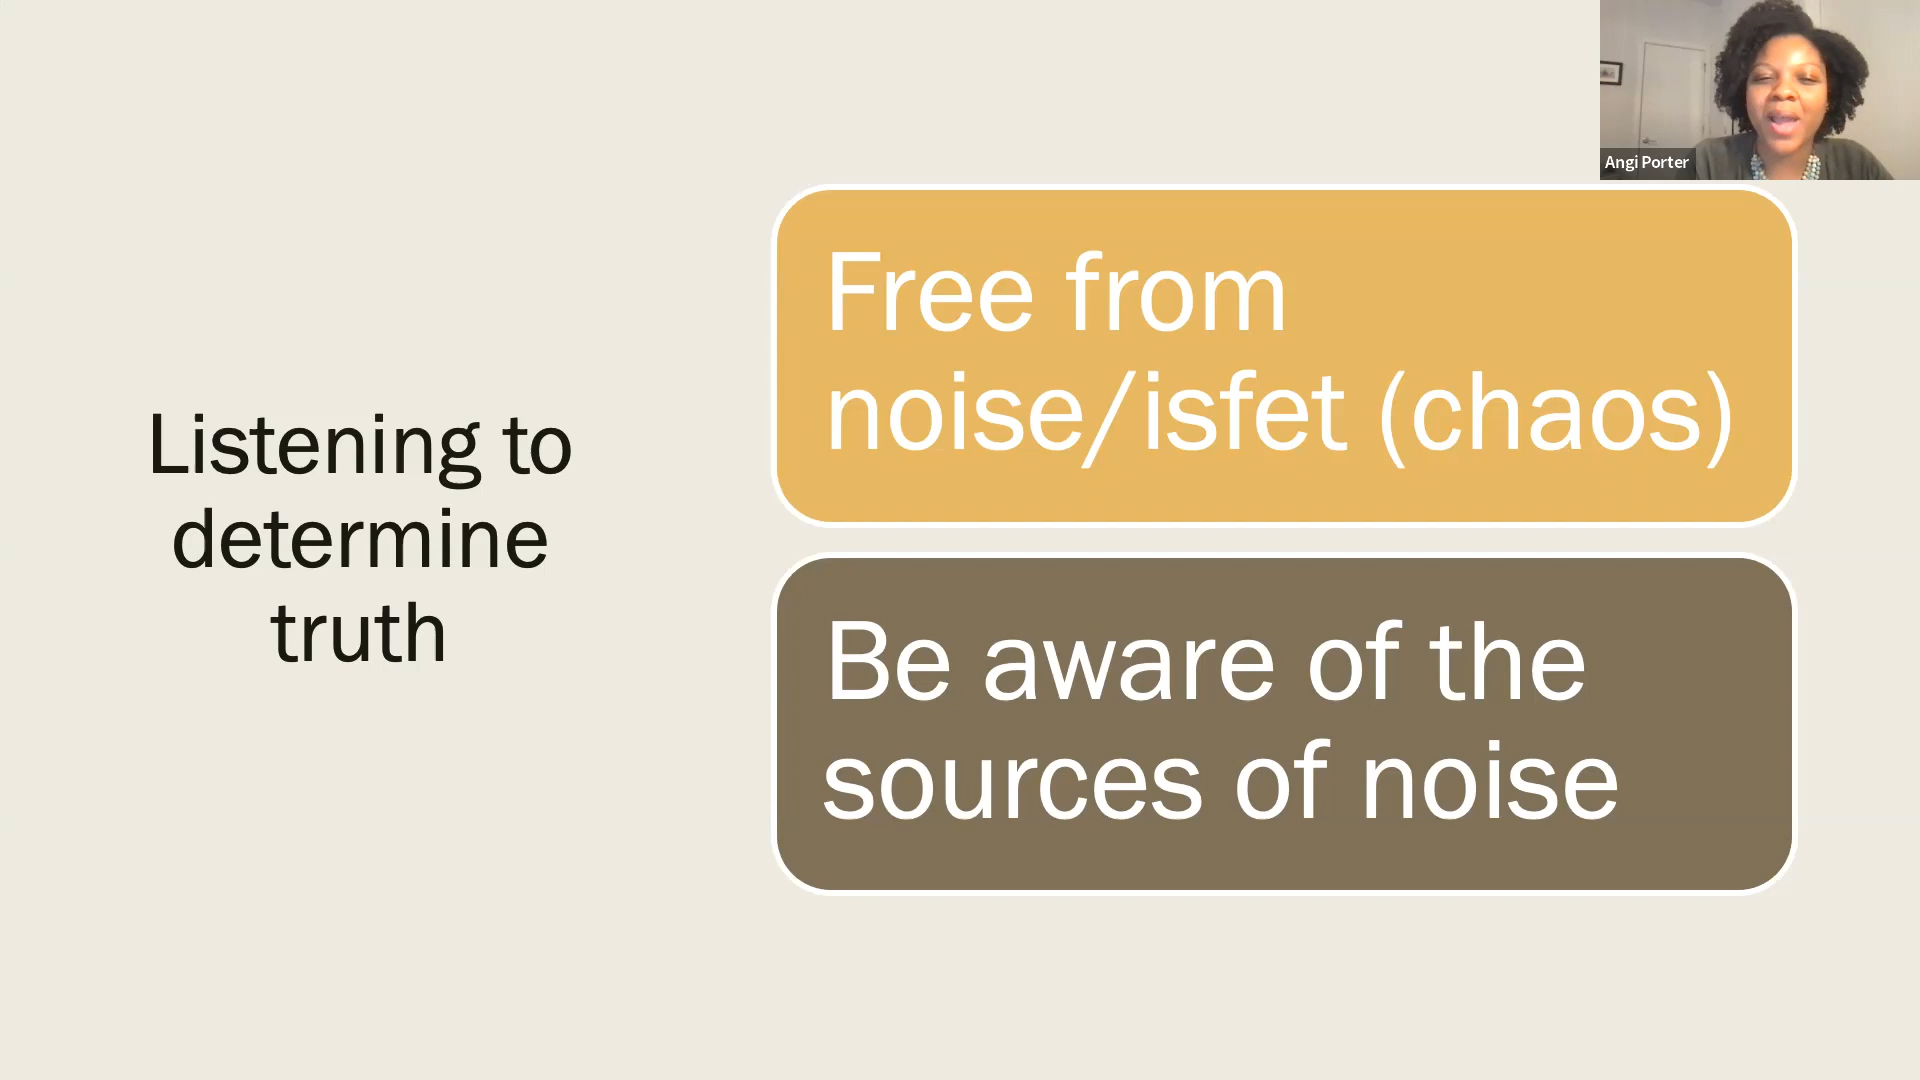 Listening to
determine
truth
Free from
noise/isfet (chaos)
Be aware of the
sources of noise
Angi Porter